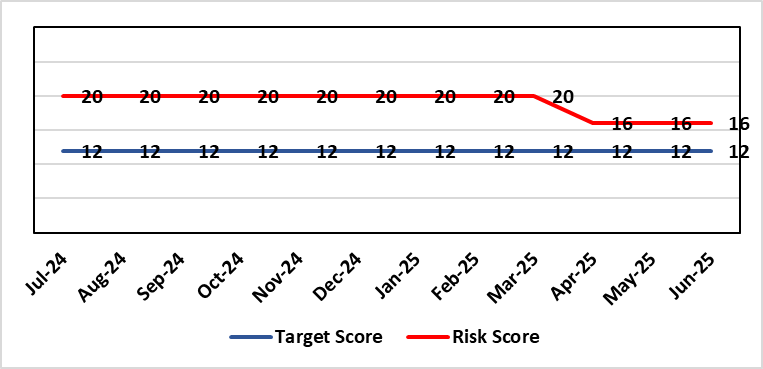 20 20 20 20 20 20 20 20 20
16 16 16
12 12 12 12 12 12 12 12 12 12 12 12
Jul-24 Aug-24 Sep-24 Oct-24 Nov-24 Dec-24 Jan-25 Feb-25 Mar-25 Apr-25 May-25 Jun-25
Target Score Risk Score